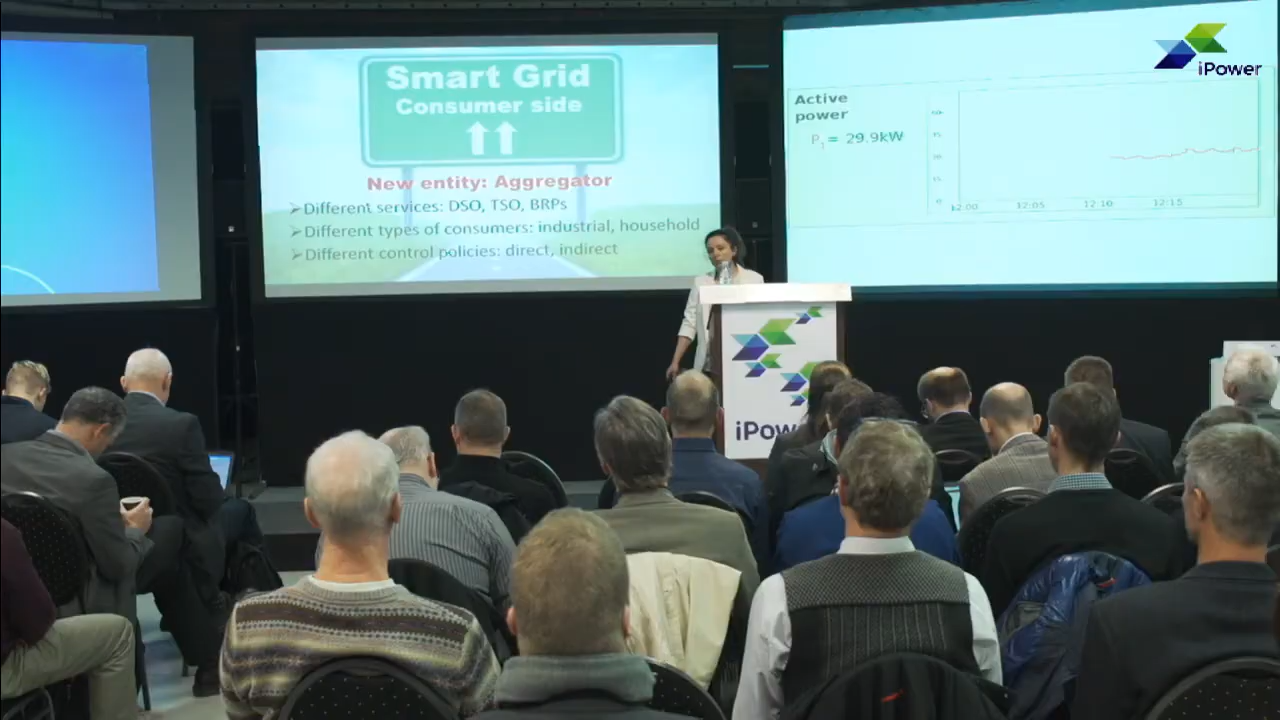 Smart Grid
Consumer side
New entity: Aggregator
➢Different services: DSO, TSO, BRPs
➢Different types of consumers: industrial, household
➢Different control policies: direct, indirect
Active
power
P1 = 29.9kW
12:00 12:05 12:10 12:15
iPower
iPow